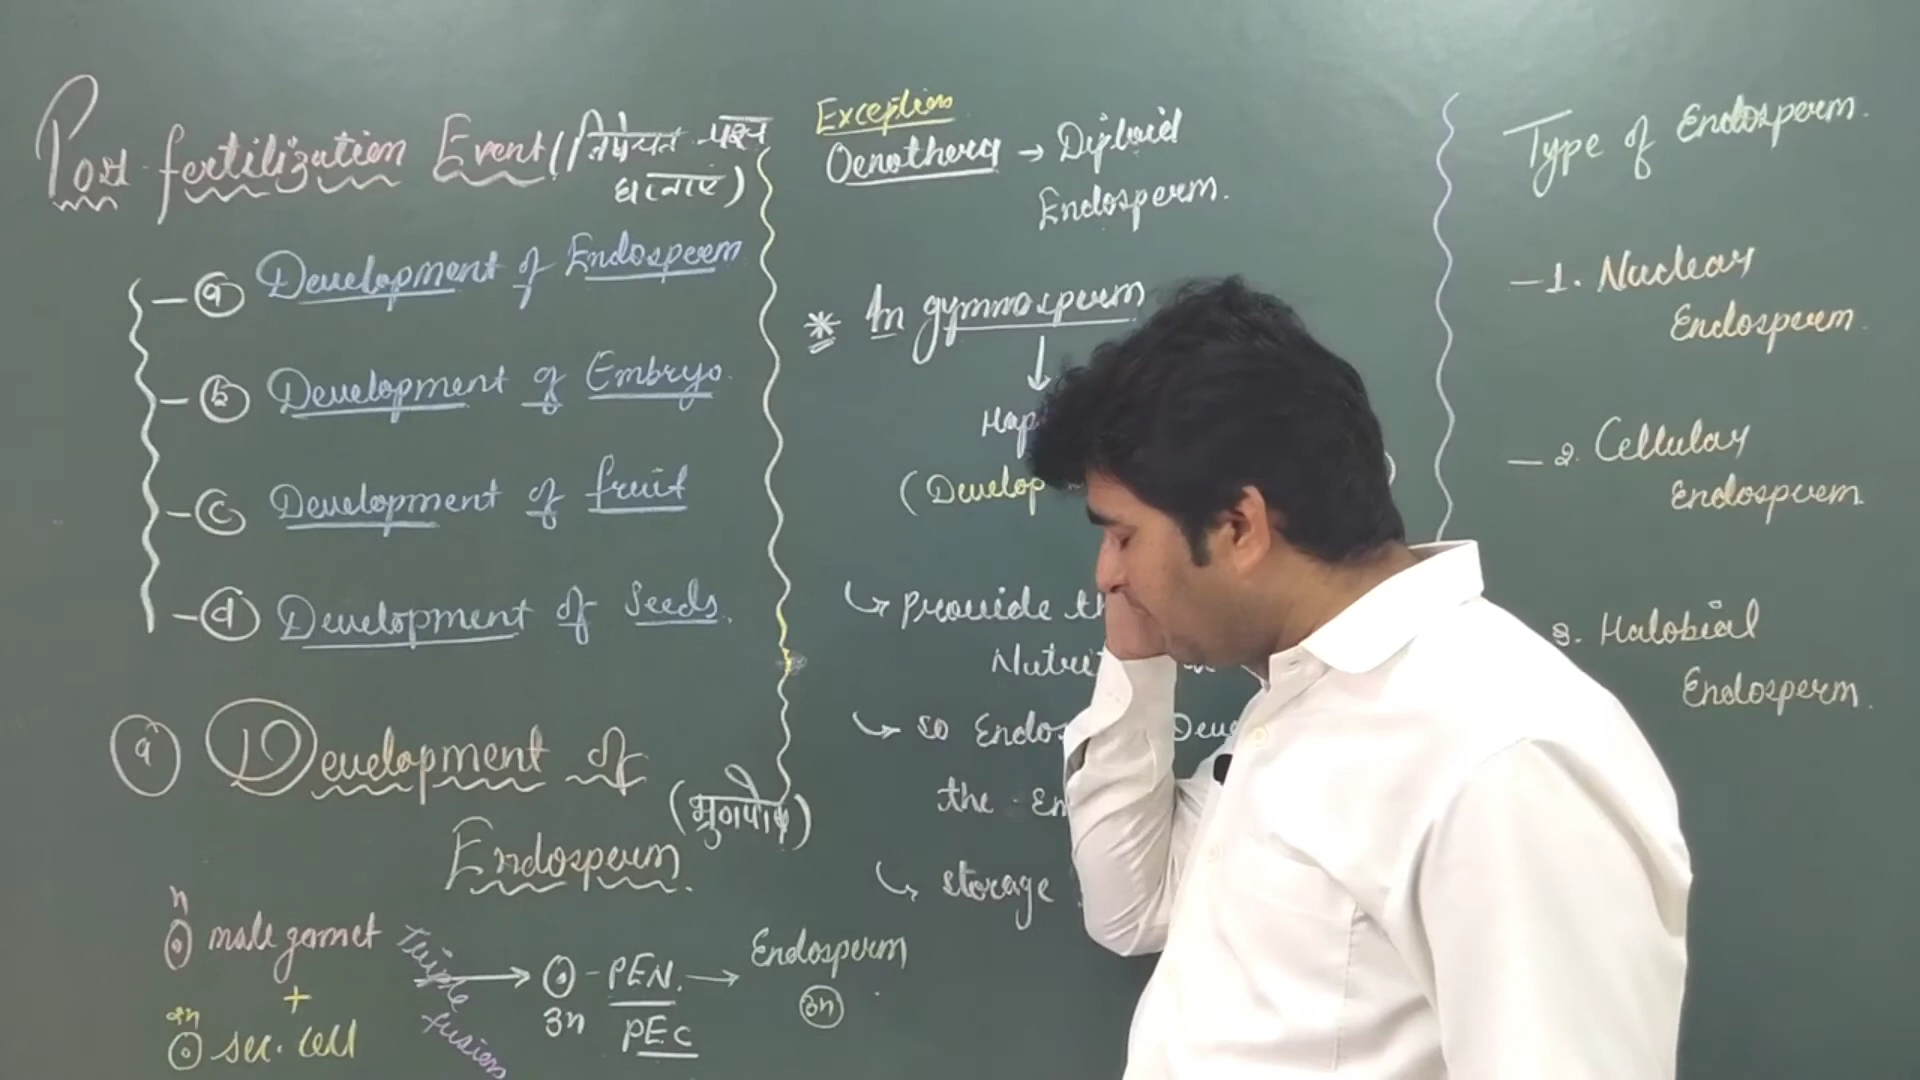 Post-fertilization Event (निषेचन पश्च
घटनाएं)
— (a) Development of Endosperm
— (b) Development of Embryo.
— (c) Development of fruit
— (d) Development of Seeds.
(a) Development of
Endosperm (भ्रुणपोष)
n
male gamet
+
2n
sec. cell
triple
fusion
→ PEN. → Endosperm
3n
PEC
3n
Exception
Oenothera → Diploid
Endosperm.
* In gymnosperm
↓
(Develop
↳ Provide
↳ so Deve
the
↳ storage
Type of Endosperm.
— 1. Nuclear
Endosperm.
— 2. Cellular
Endosperm.
3. Halobial
Endosperm.